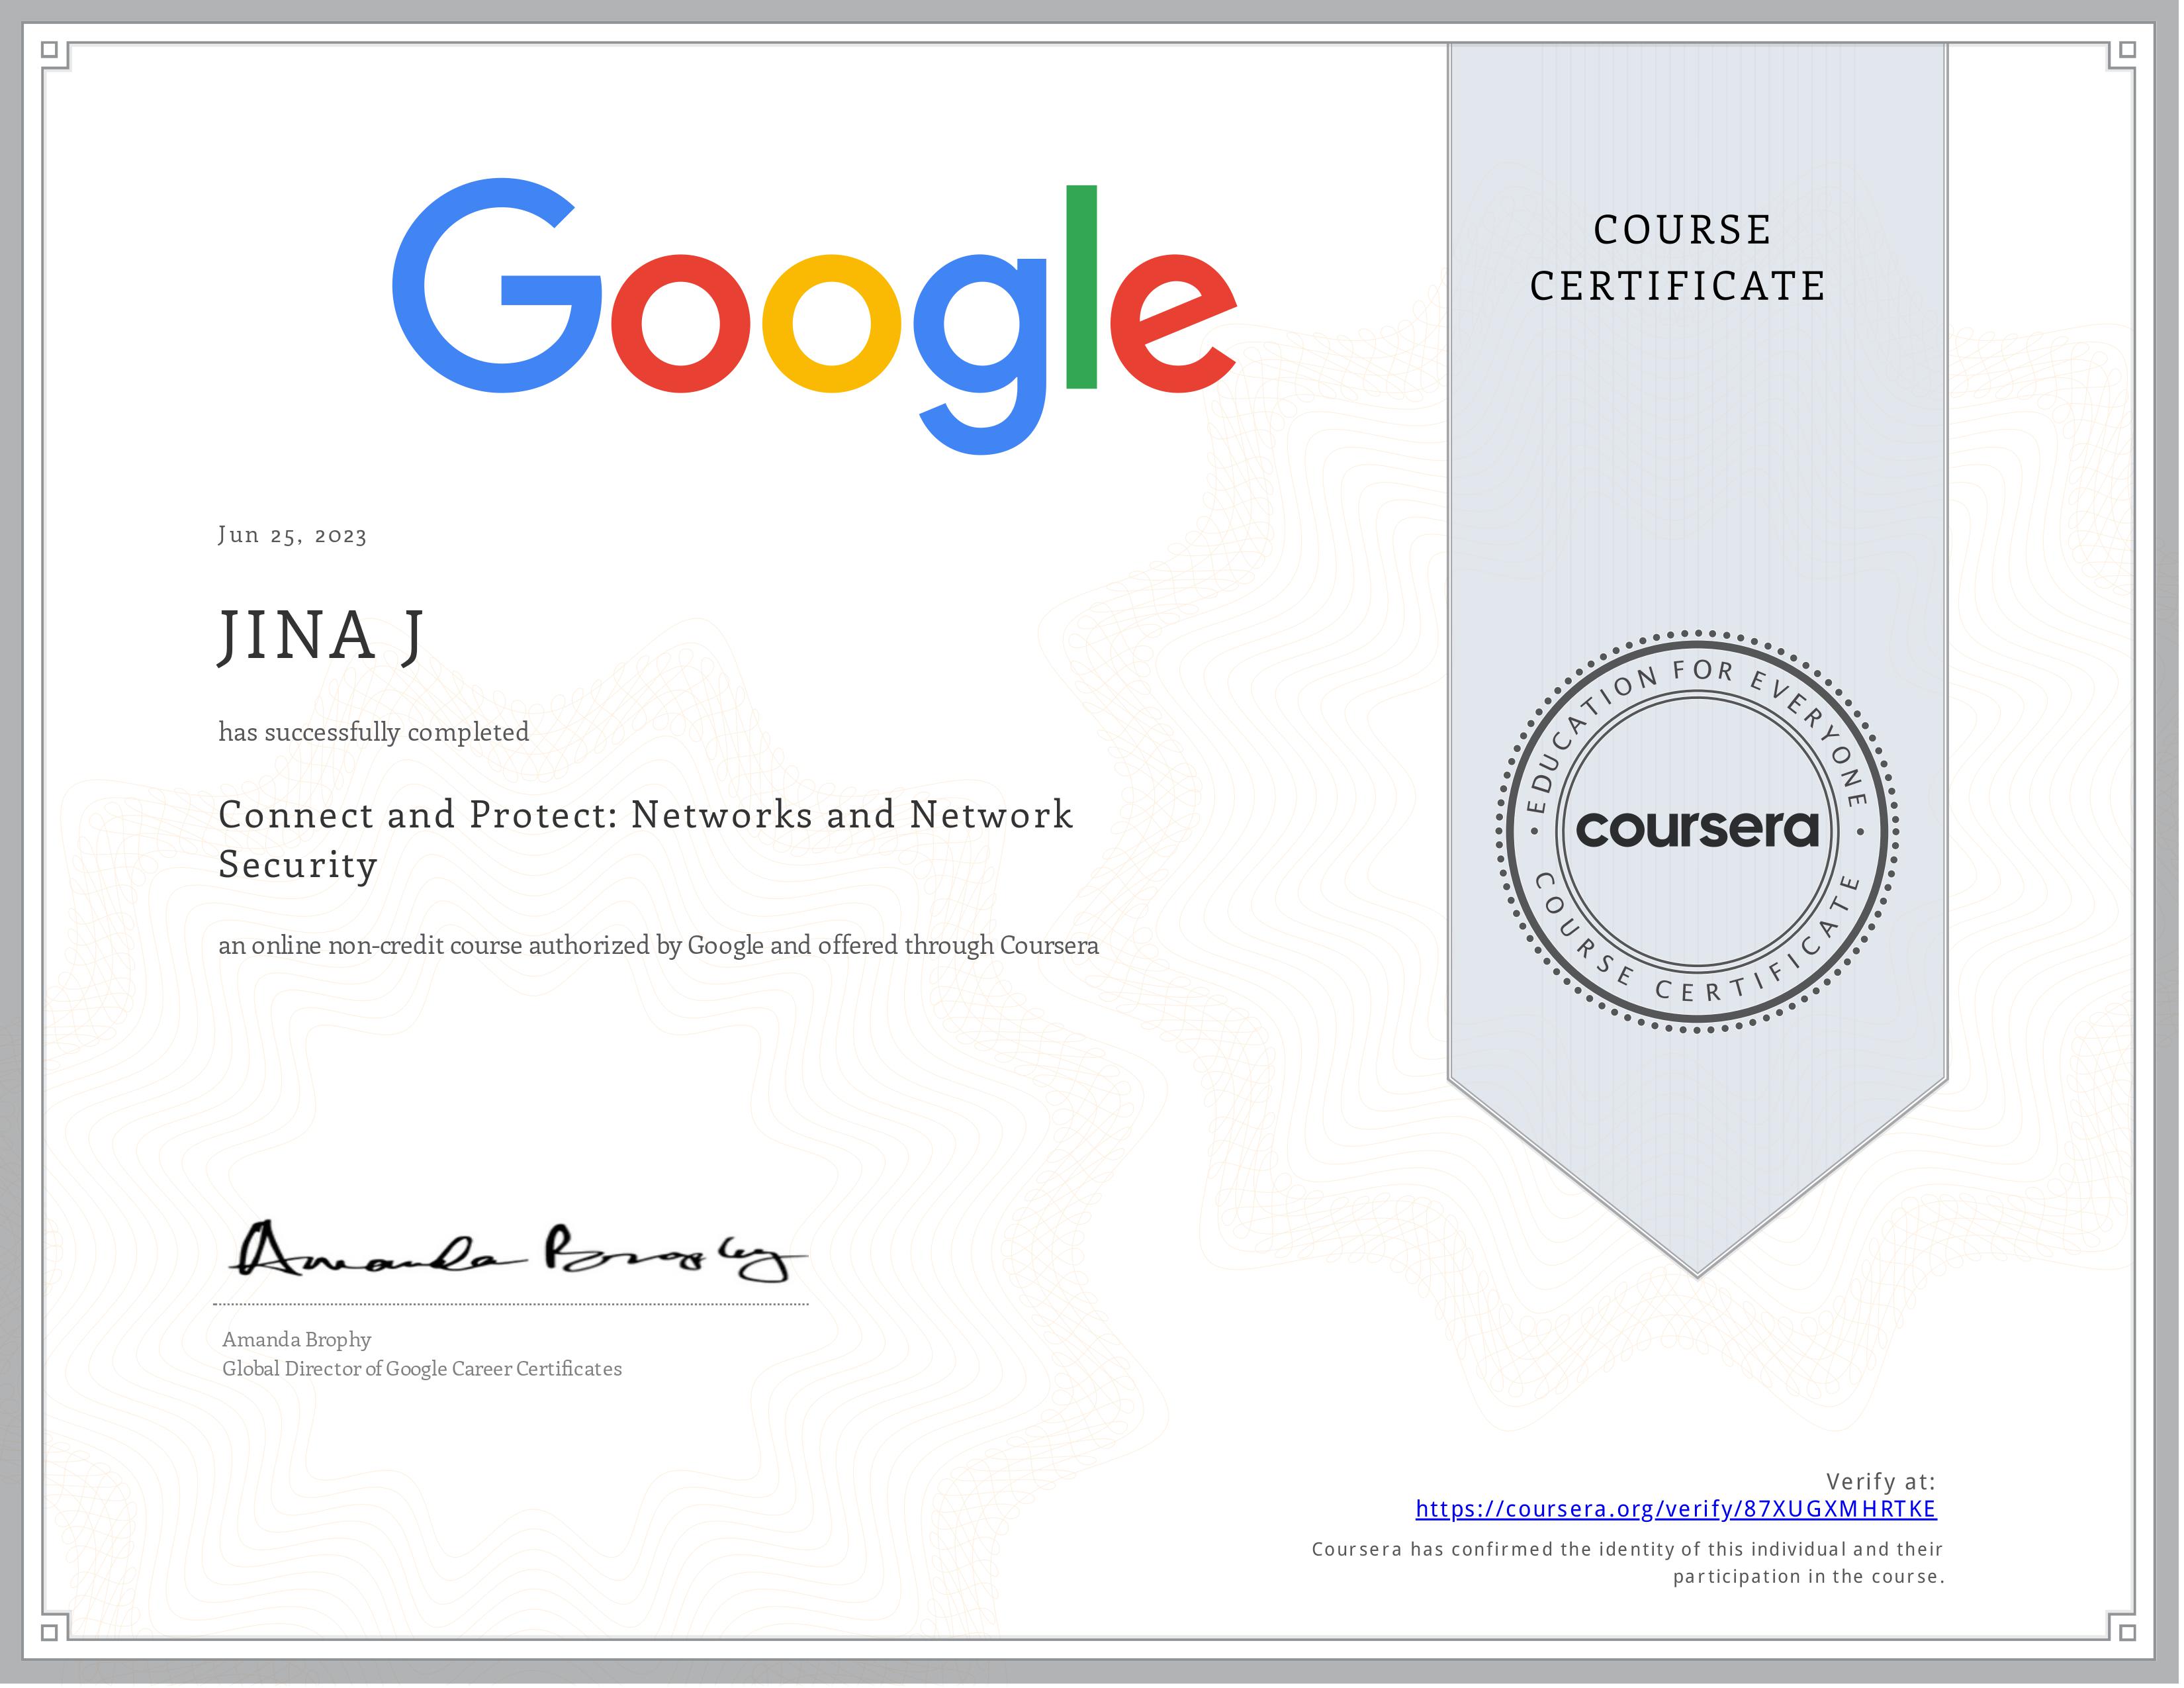 Google
COURSE
CERTIFICATE
Jun 25, 2023
JINA J
has successfully completed
Connect and Protect: Networks and Network
Security
an online non-credit course authorized by Google and offered through Coursera
EDUCATION FOR EVERYONE
coursera
COURSE CERTIFICATE
Amanda Brophy
Amanda Brophy
Global Director of Google Career Certificates
Verify at:
https://coursera.org/verify/87XUGXMHRTKE
Coursera has confirmed the identity of this individual and their
participation in the course.